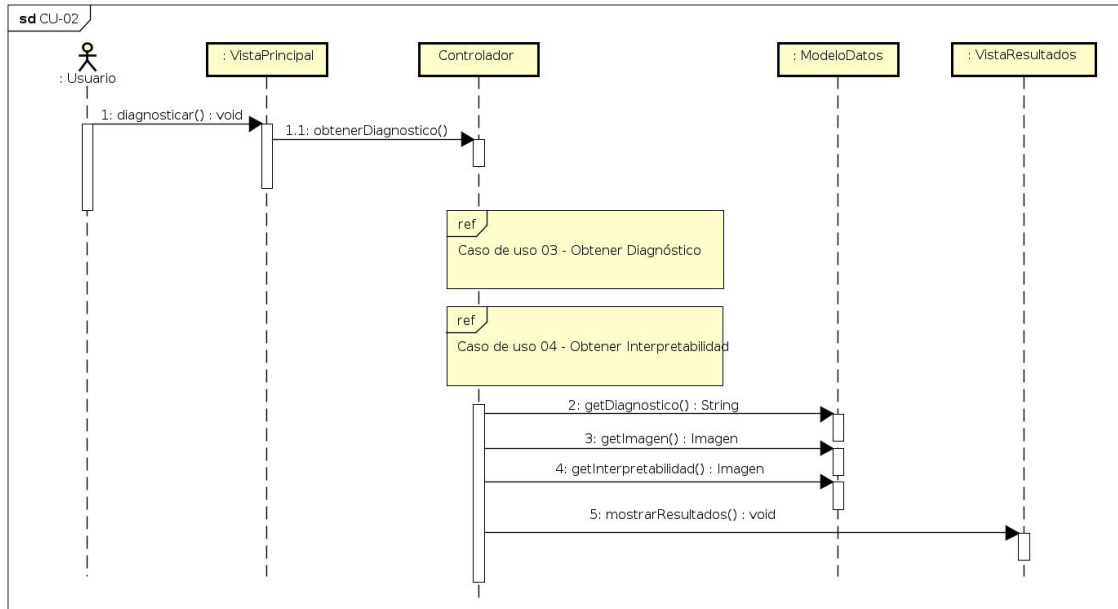 sd CU-02
: Usuario
: VistaPrincipal
Controlador
: ModeloDatos
: VistaResultados
1: diagnosticar() : void
1.1: obtenerDiagnostico()
ref
Caso de uso 03 - Obtener Diagnóstico
ref
Caso de uso 04 - Obtener Interpretabilidad
2: getDiagnostico() : String
3: getImagen() : Imagen
4: getInterpretabilidad() : Imagen
5: mostrarResultados() : void